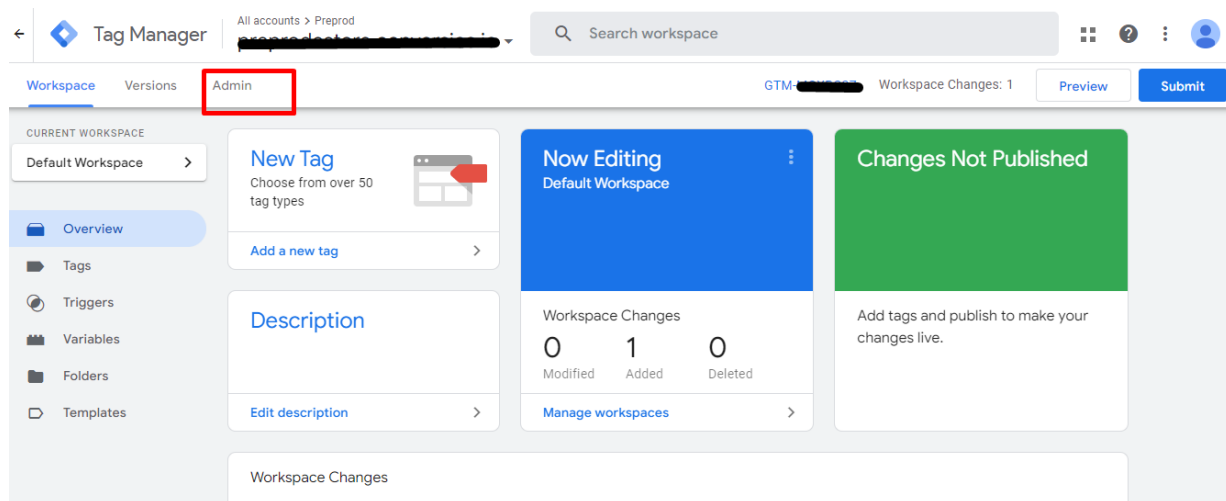 All accounts > Preprod
Tag Manager
Search workspace
Workspace Versions Admin
GTM-
Workspace Changes: 1
Preview
Submit
CURRENT WORKSPACE
Default Workspace
Overview
Tags
Triggers
Variables
Folders
Templates
New Tag
Choose from over 50
tag types
Add a new tag
Description
Edit description
Now Editing
Default Workspace
Workspace Changes
0 1 0
Modified Added Deleted
Manage workspaces
Changes Not Published
Add tags and publish to make your
changes live.
Workspace Changes